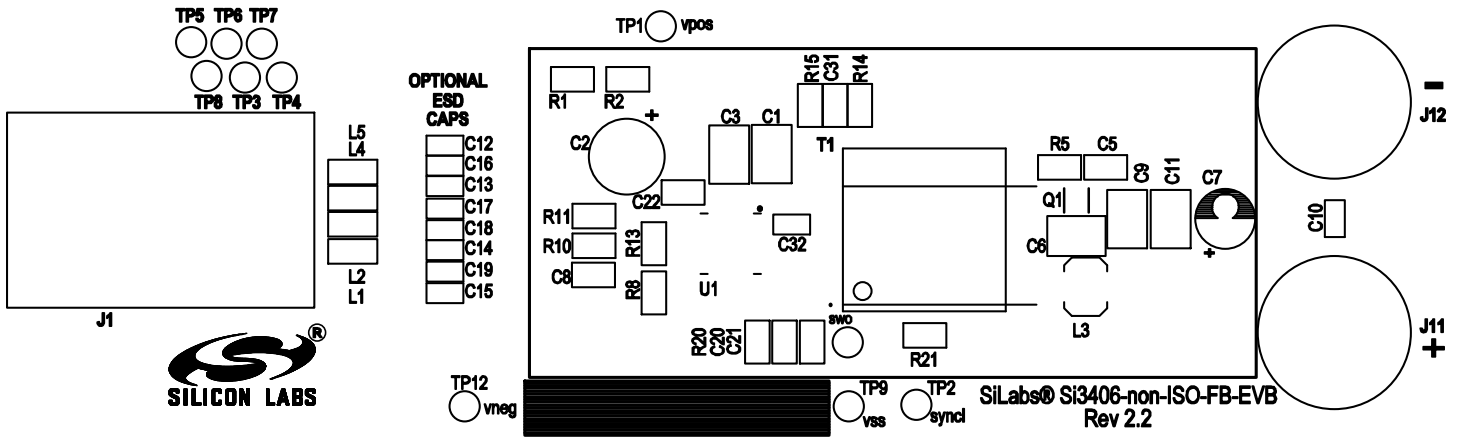 TP5 TP6 TP7
TP8 TP3 TP4
TP1 vpos
OPTIONAL
ESD
CAPS
L5
L4
L2
L1
J1
C12
C16
C13
C17
C18
C14
C19
C15
SILICON LABS
®
R1 R2
C2 +
C3 C1
R15 C31 R14
T1
C22
R11
R10
C8
R13
R8
U1
C32
R20 C20 C21
swo
R21
R5 C5
Q1
C6
C9 C11 C7
+
L3
C10
-
J12
J11
+
TP12
vneg
TP9
vss
TP2
syncl
SiLabs® Si3406-non-ISO-FB-EVB
Rev 2.2